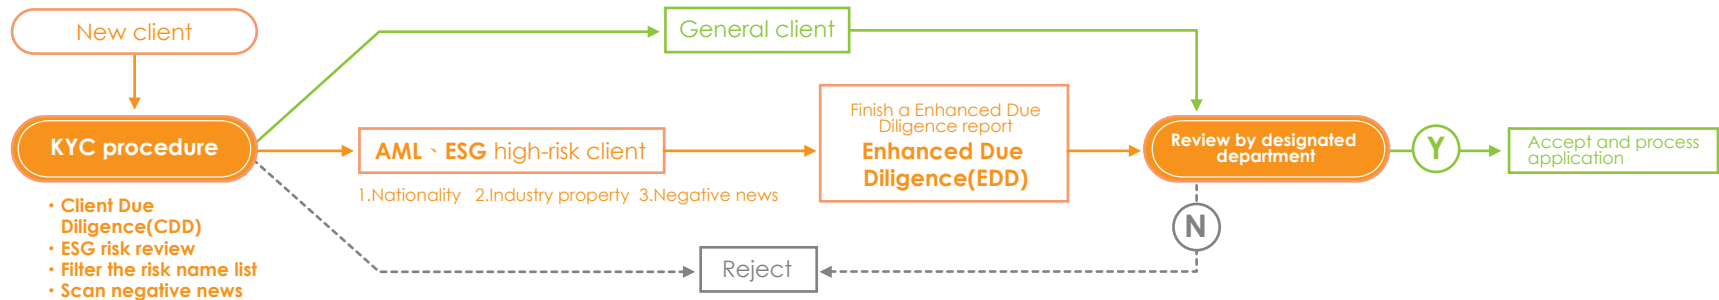 New client
General client
KYC procedure
• Client Due
Diligence(CDD)
• ESG risk review
• Filter the risk name list
• Scan negative news
AML、ESG high-risk client
1.Nationality 2.Industry property 3.Negative news
Finish a Enhanced Due
Diligence report
Enhanced Due
Diligence(EDD)
Review by designated
department
Y
Accept and process
application
N
Reject